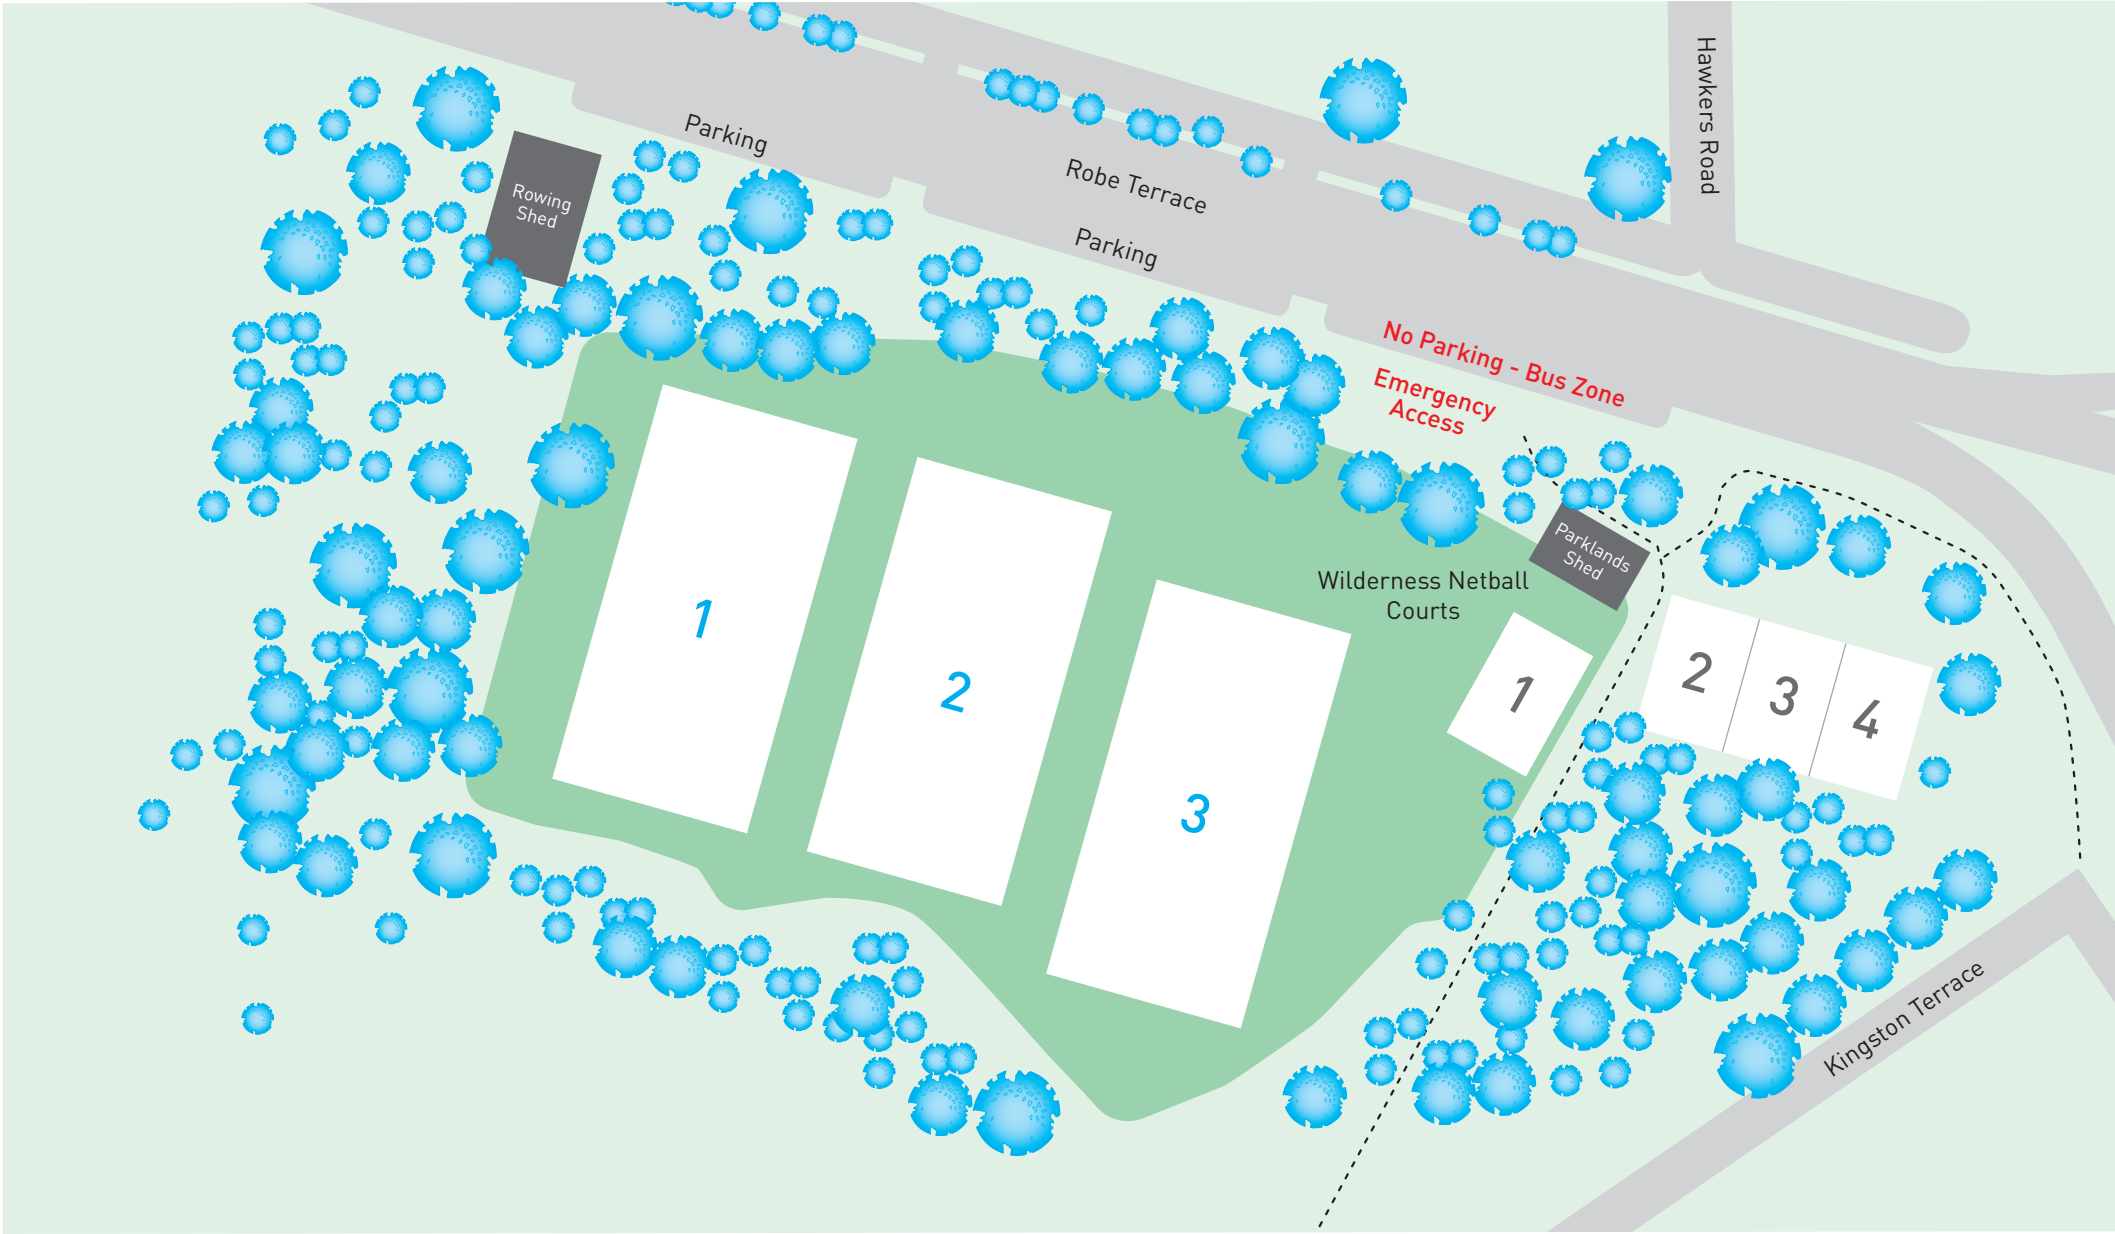 Hawkers Road
Parking
Robe Terrace
Rowing
Shed
Parking
No Parking - Bus Zone
Emergency
Access
Parklands
Shed
Wilderness Netball
Courts
1
2
3
1
2
3
4
Kingston Terrace